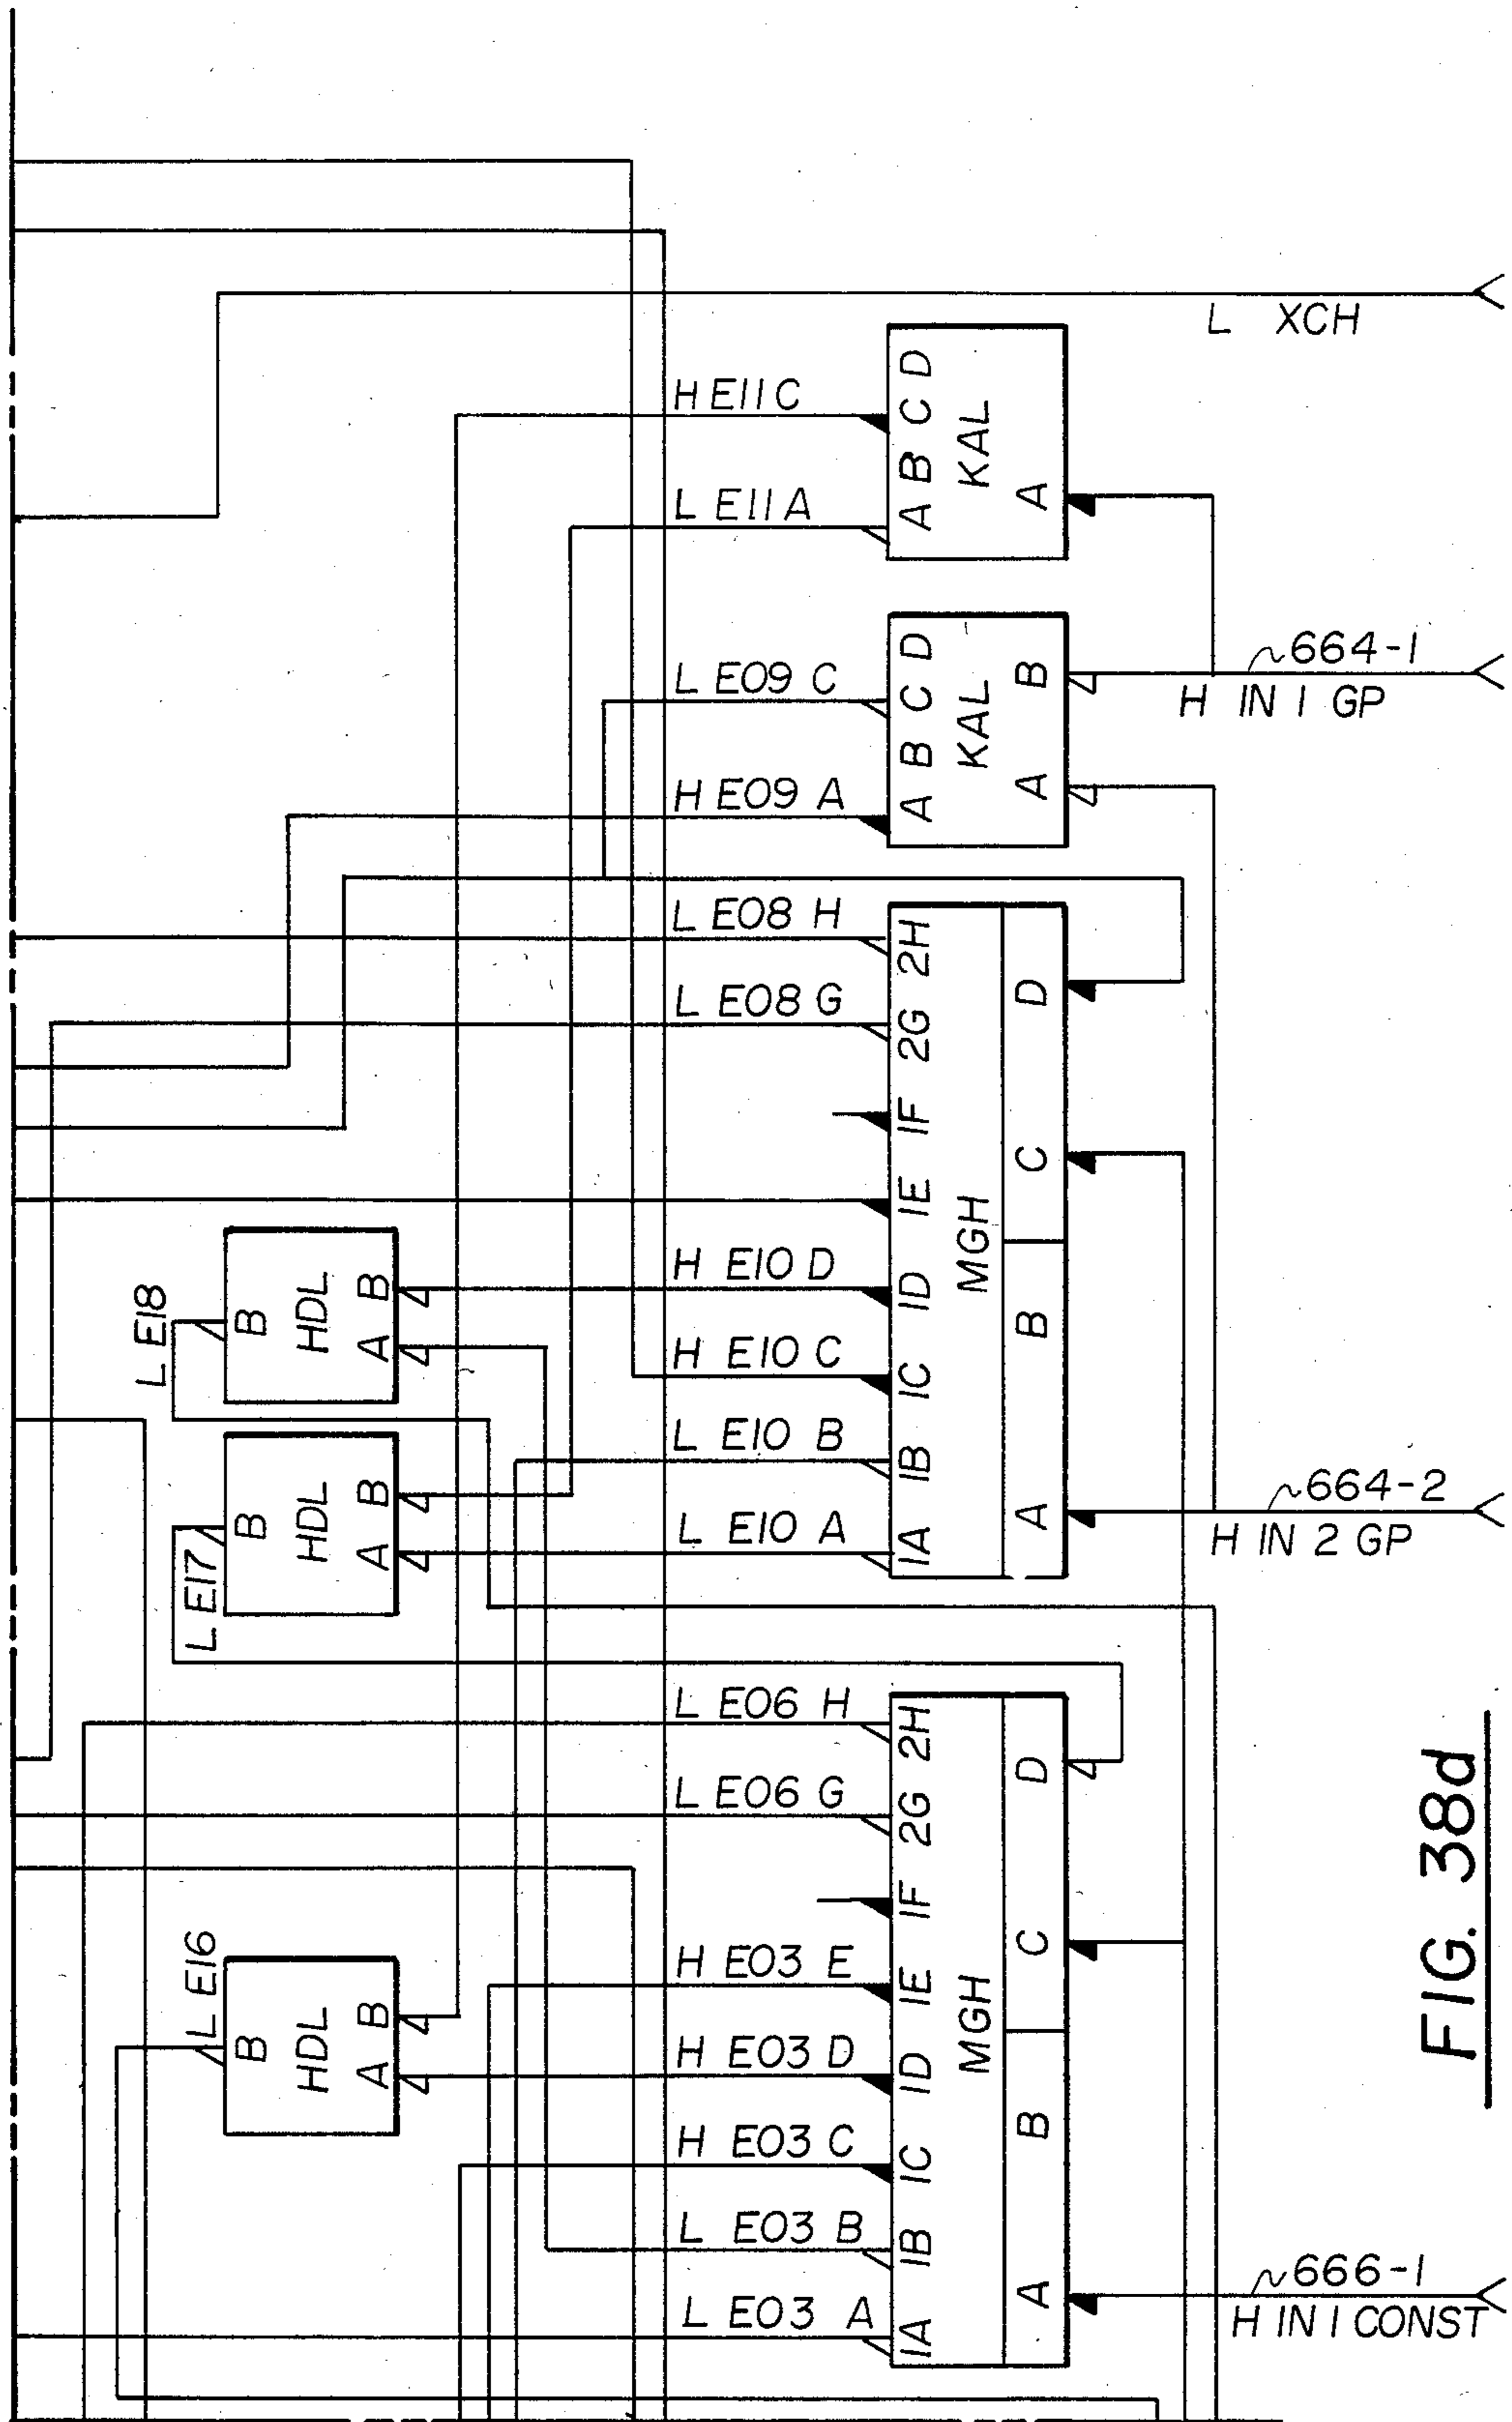 L XCH
H E11 C
L E11 A
A B C D
KAL
A
L E09 C
H E09 A
A B C D
KAL
A B
~664-1
H IN 1 GP
L E08 H
L E08 G
H E10 D
H E10 C
L E10 B
L E10 A
1A 1B 1C 1D 1E 1F 2G 2H
MGH
A B C D
~664-2
H IN 2 GP
L E18
B
HDL
A B
L E17
B
HDL
A B
L E06 H
L E06 G
H E03 E
H E03 D
H E03 C
L E03 B
L E03 A
1A 1B 1C 1D 1E 1F 2G 2H
MGH
A B C D
L E16
B
HDL
A B
~666-1
H IN 1 CONST
FIG. 38d